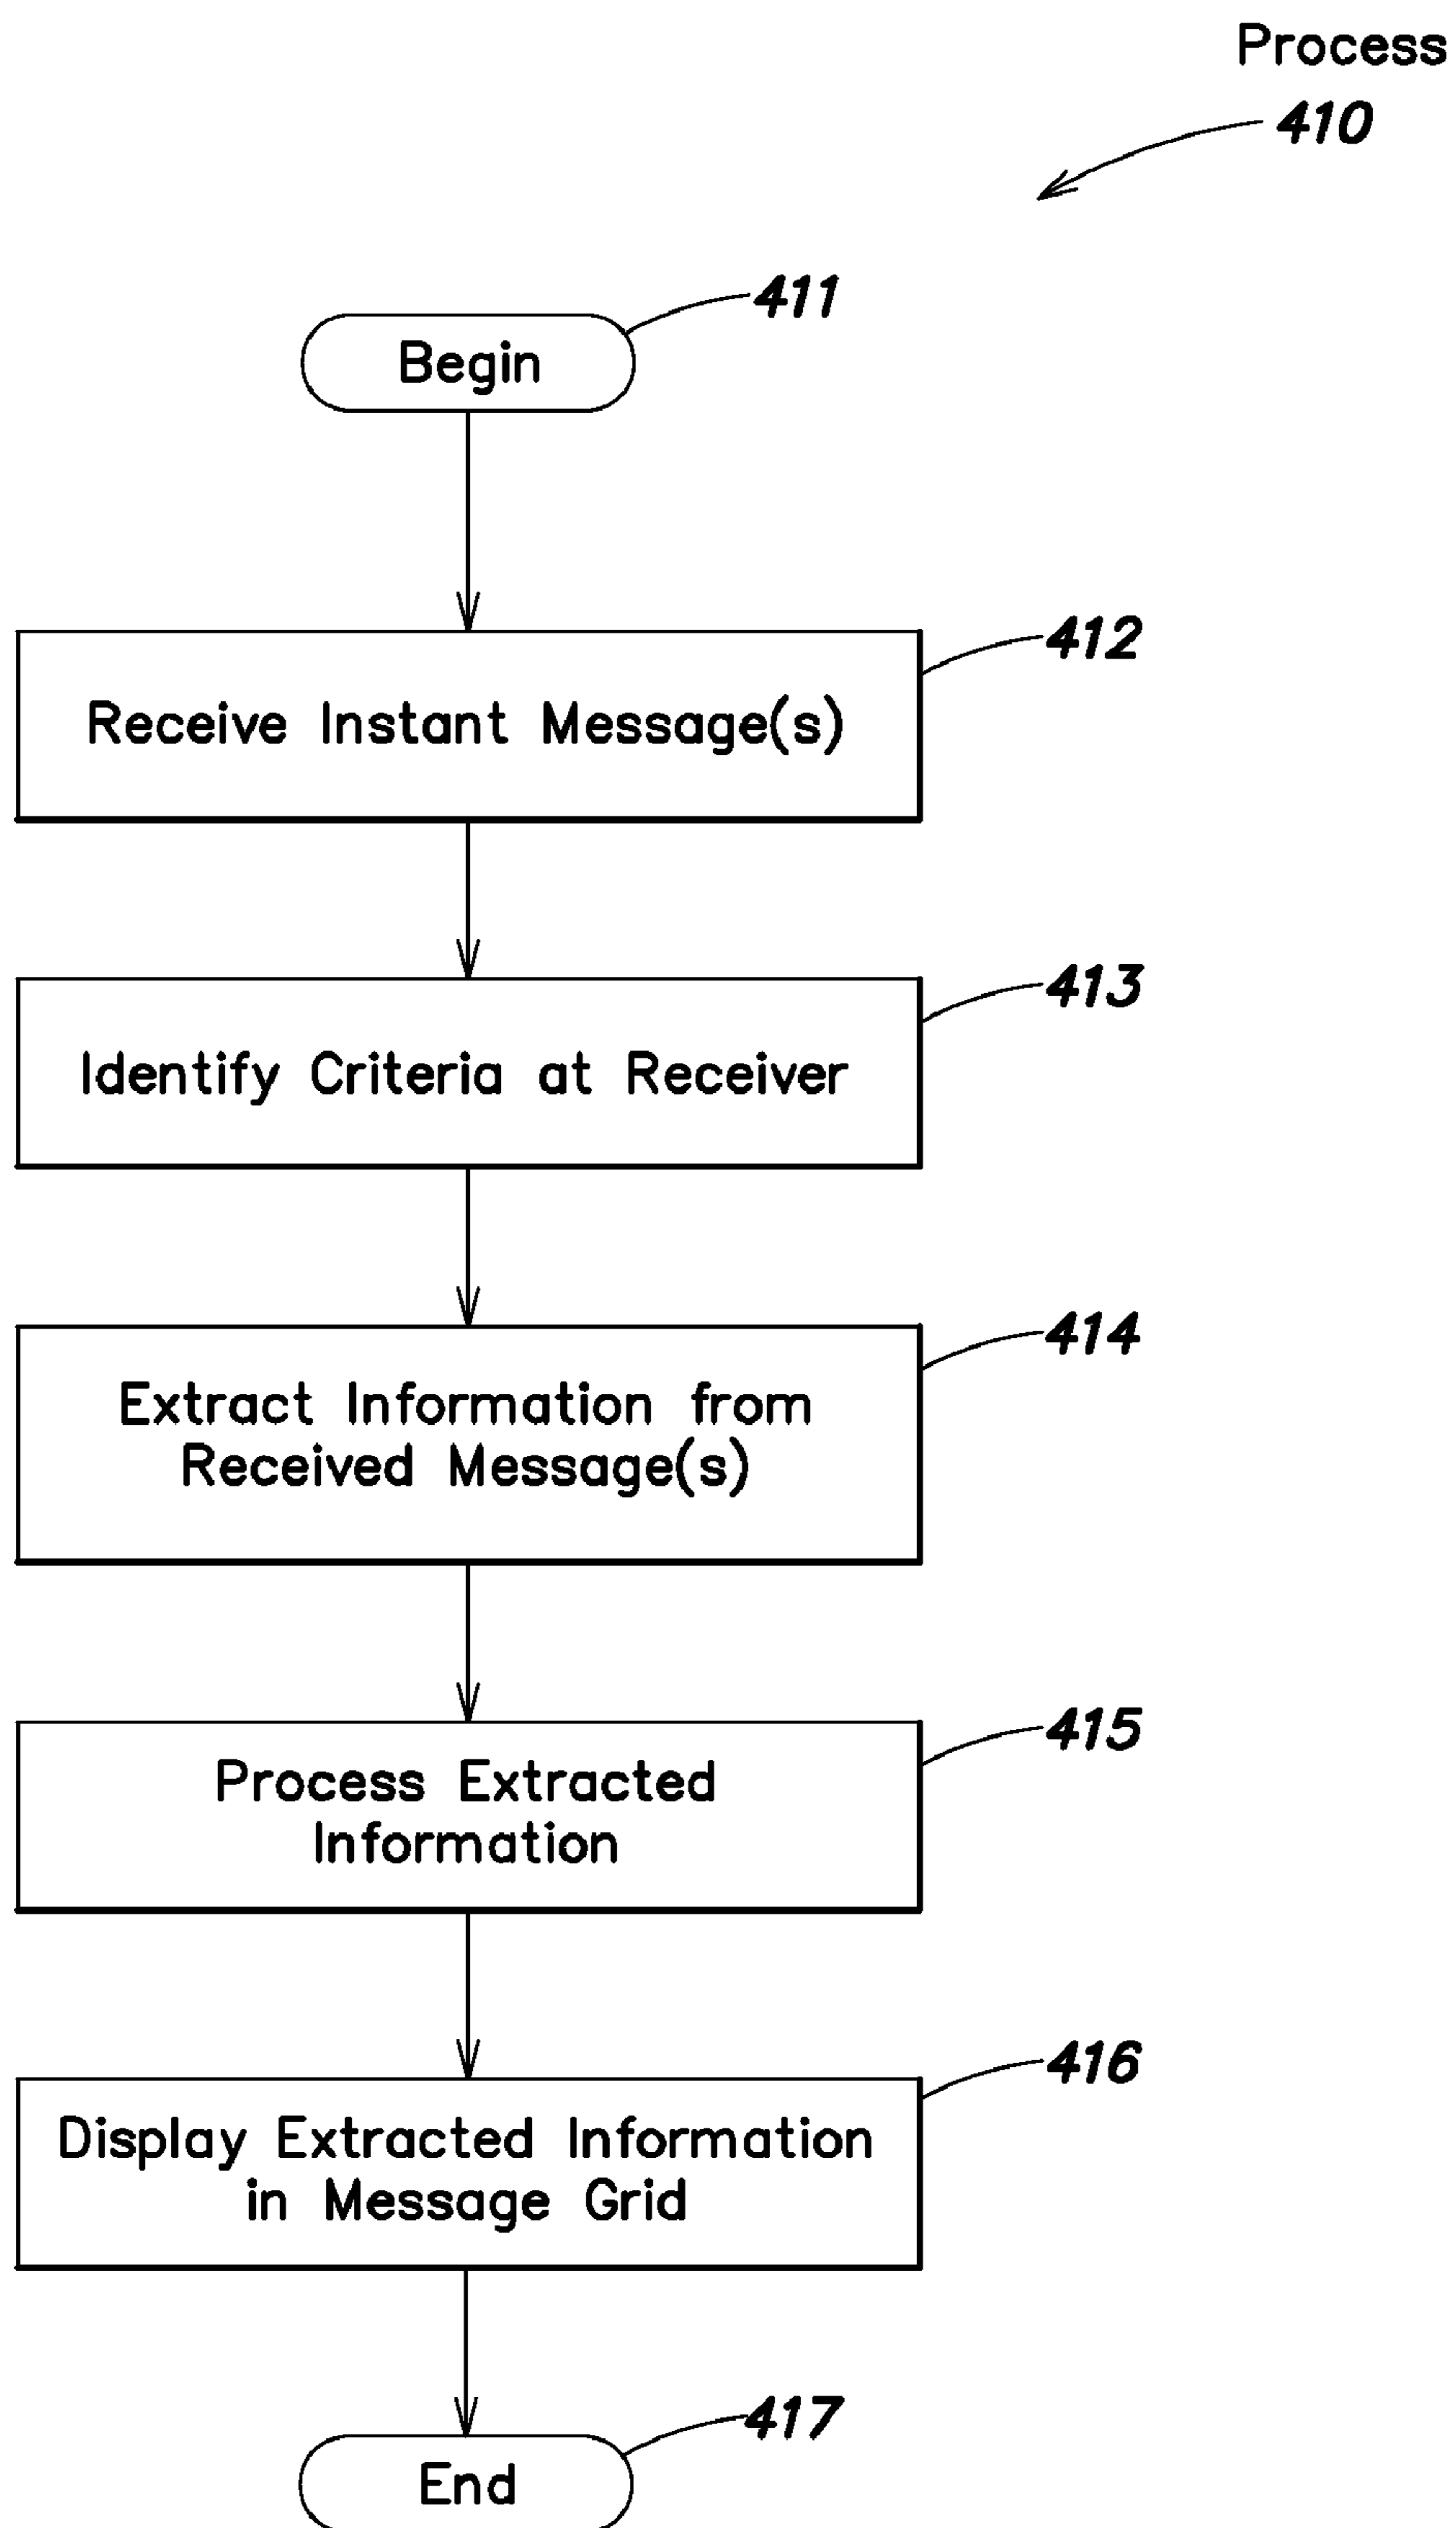 Process
410
411
Begin
412
Receive Instant Message(s)
413
Identify Criteria at Receiver
414
Extract Information from
Received Message(s)
415
Process Extracted
Information
416
Display Extracted Information
in Message Grid
417
End